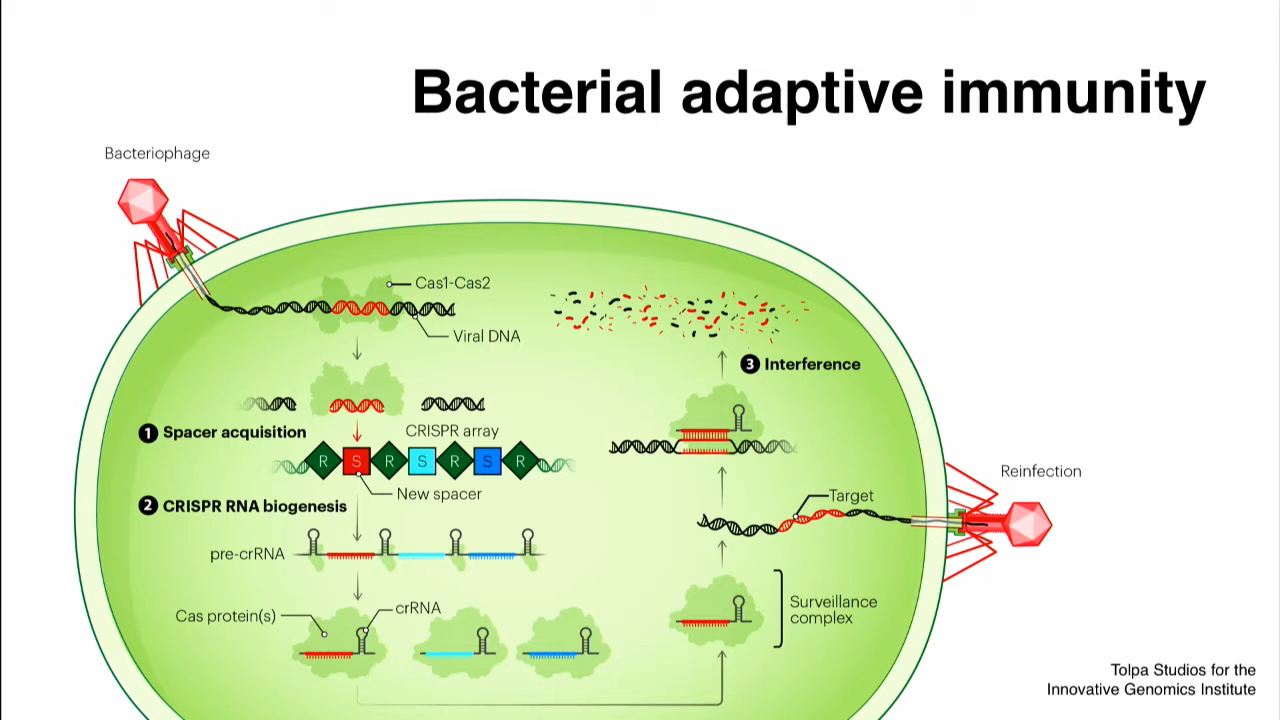 Bacterial adaptive immunity
Bacteriophage
Cas1-Cas2
Viral DNA
1 Spacer acquisition
CRISPR array
R S R S R S R
New spacer
2 CRISPR RNA biogenesis
pre-crRNA
Cas protein(s)
crRNA
3 Interference
Reinfection
Target
Surveillance
complex
Tolpa Studios for the
Innovative Genomics Institute